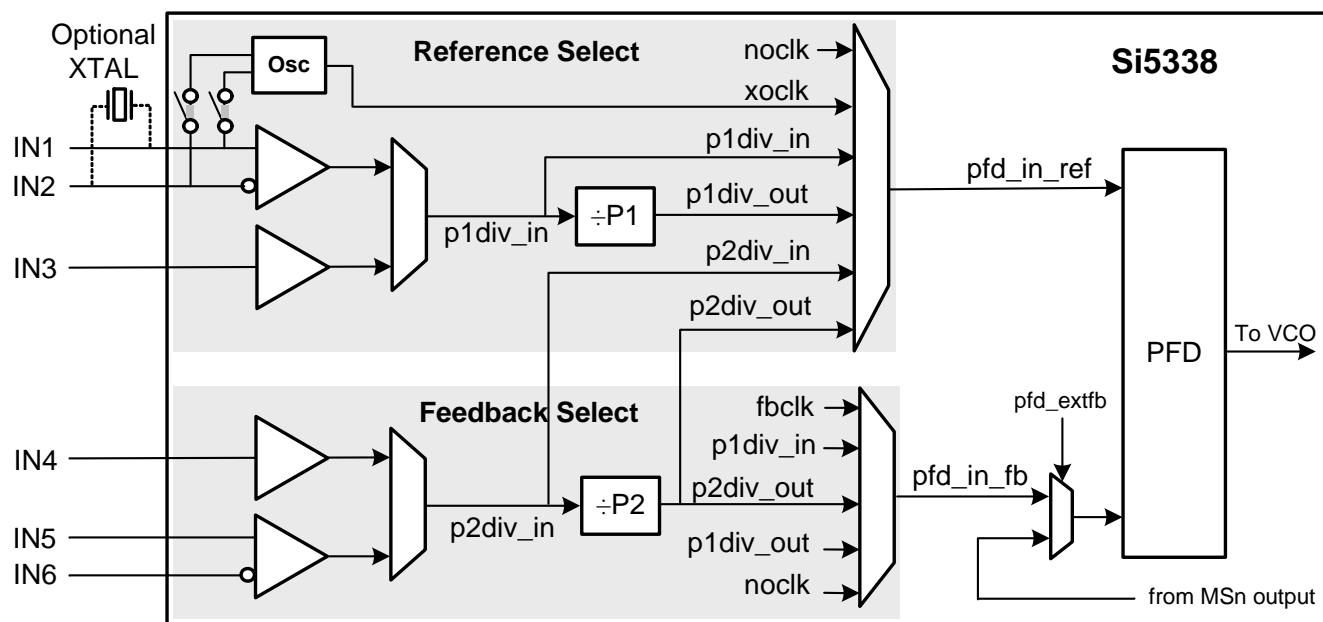 Optional
XTAL
Reference Select
Si5338
Osc
noclk
xoclk
IN1
p1div_in
IN2
pfd_in_ref
p1div_out
÷P1
p1div_in
IN3
p2div_in
p2div_out
PFD
To VCO
Feedback Select
fbclk
pfd_extfb
p1div_in
IN4
pfd_in_fb
p2div_out
÷P2
p2div_in
IN5
p1div_out
IN6
noclk
from MSn output